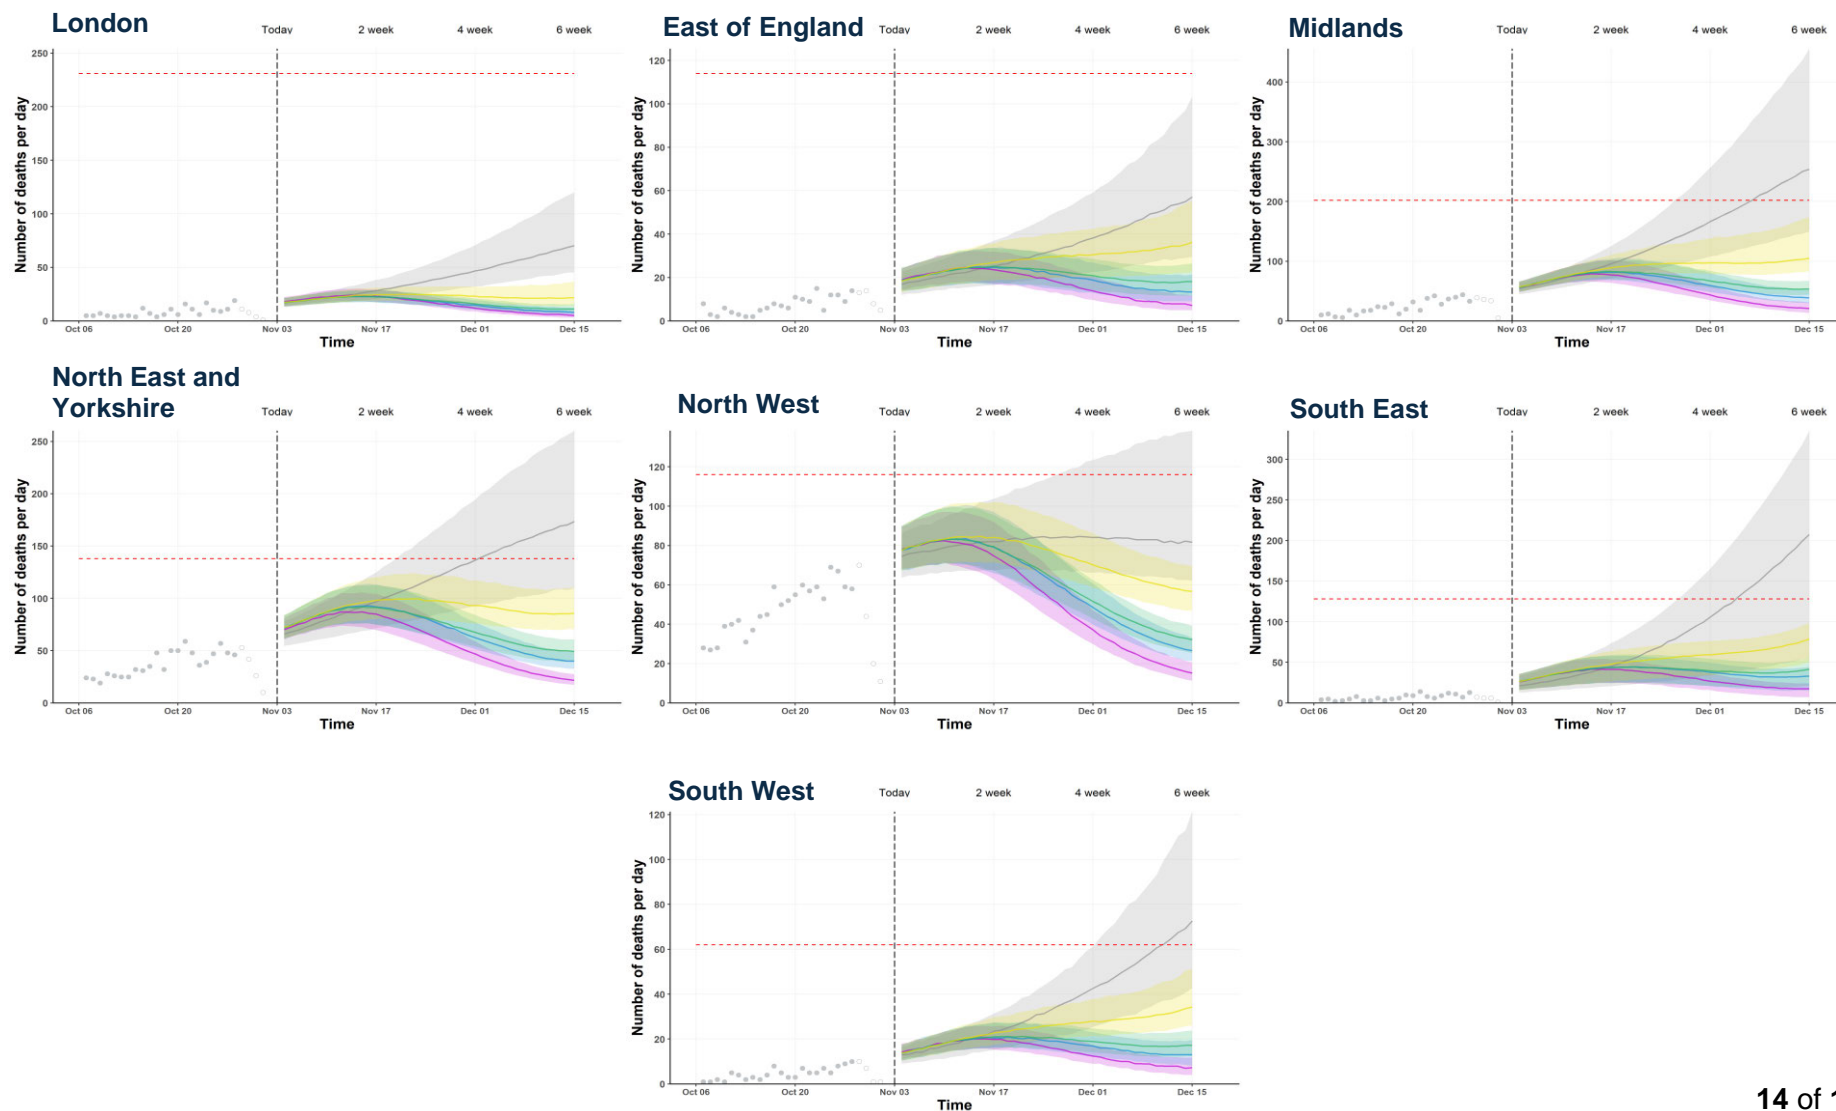 London
Today 2 week 4 week 6 week
Number of deaths per day
250
200
150
100
50
0
Oct 06 Oct 20 Nov 03 Nov 17 Dec 01 Dec 15
Time
East of England
Today 2 week 4 week 6 week
Number of deaths per day
120
100
80
60
40
20
0
Oct 06 Oct 20 Nov 03 Nov 17 Dec 01 Dec 15
Time
Midlands
Today 2 week 4 week 6 week
Number of deaths per day
400
300
200
100
0
Oct 06 Oct 20 Nov 03 Nov 17 Dec 01 Dec 15
Time
North East and
Yorkshire
Today 2 week 4 week 6 week
Number of deaths per day
250
200
150
100
50
0
Oct 06 Oct 20 Nov 03 Nov 17 Dec 01 Dec 15
Time
North West
Today 2 week 4 week 6 week
Number of deaths per day
120
100
80
60
40
20
0
Oct 06 Oct 20 Nov 03 Nov 17 Dec 01 Dec 15
Time
South East
Today 2 week 4 week 6 week
Number of deaths per day
300
250
200
150
100
50
0
Oct 06 Oct 20 Nov 03 Nov 17 Dec 01 Dec 15
Time
South West
Today 2 week 4 week 6 week
Number of deaths per day
120
100
80
60
40
20
0
Oct 06 Oct 20 Nov 03 Nov 17 Dec 01 Dec 15
Time
14 of